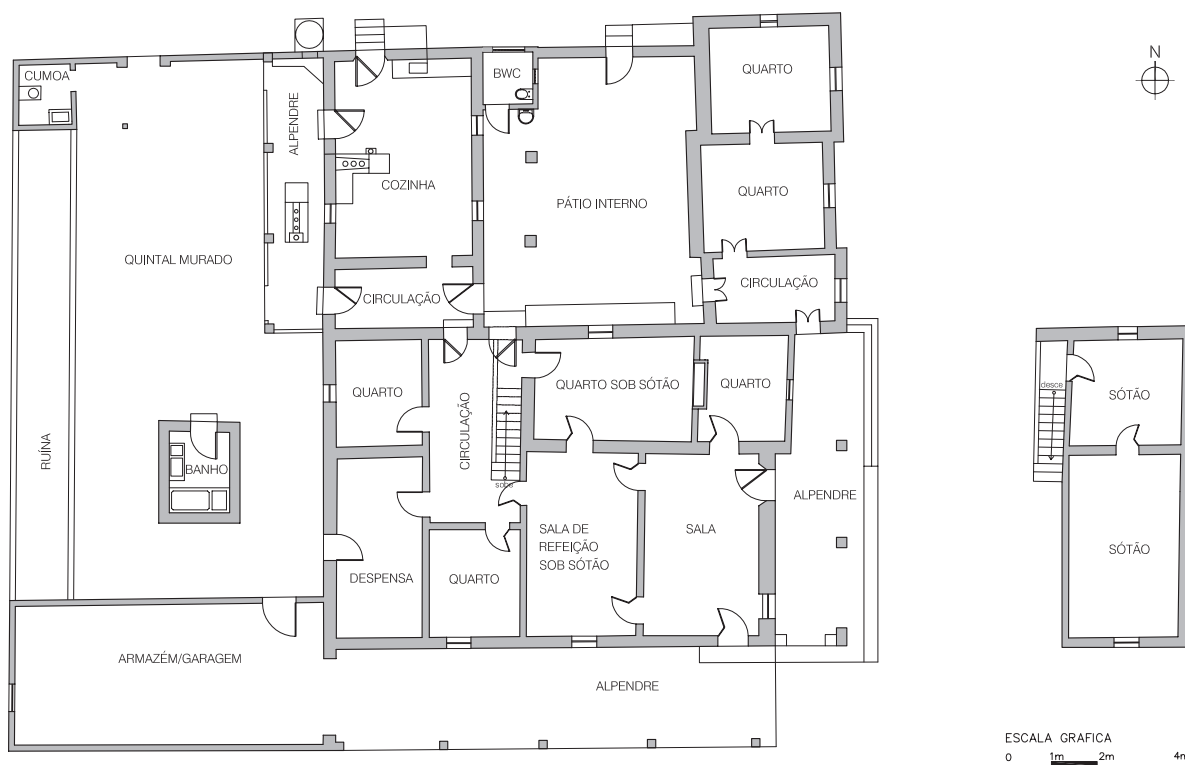 CUMOA
ALPENDRE
BWC
QUARTO
N
COZINHA
PÁTIO INTERNO
QUARTO
QUINTAL MURADO
CIRCULAÇÃO
CIRCULAÇÃO
RUÍNA
BANHO
QUARTO
CIRCULAÇÃO
sobe
QUARTO SOB SÓTÃO
QUARTO
desce
SÓTÃO
ALPENDRE
DESPENSA
QUARTO
SALA DE
REFEIÇÃO
SOB SÓTÃO
SALA
SÓTÃO
ARMAZÉM/GARAGEM
ALPENDRE
ESCALA GRAFICA
0 1m 2m 4m